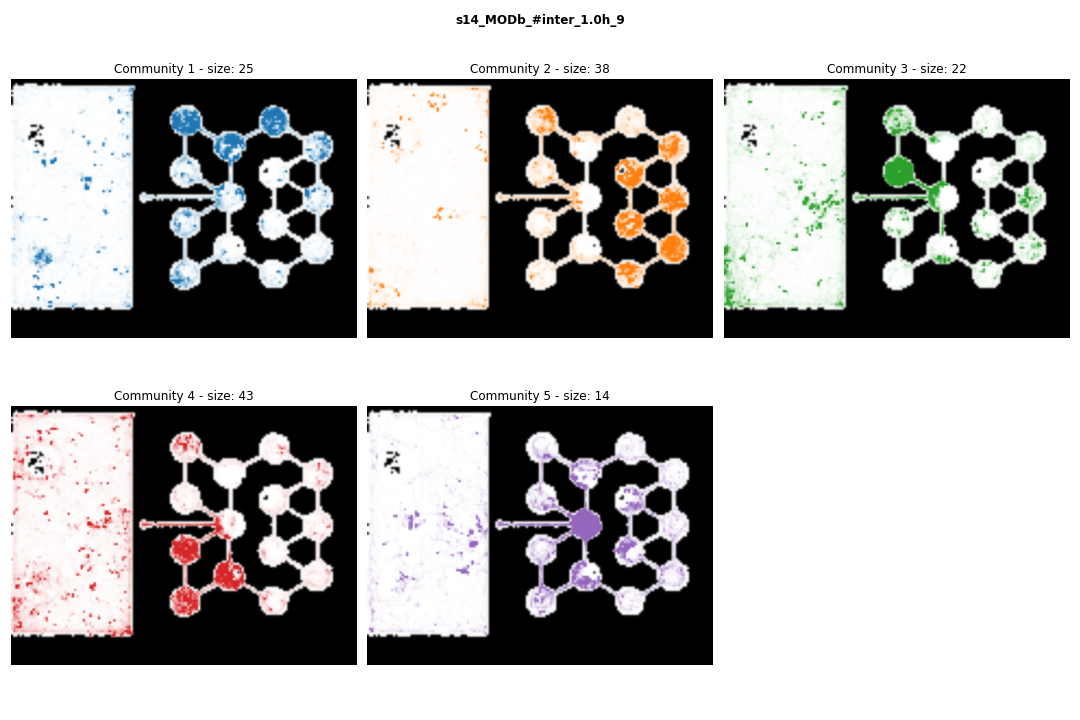 s14_MODb_#inter_1.0h_9
Community 1 - size: 25
Community 2 - size: 38
Community 3 - size: 22
Community 4 - size: 43
Community 5 - size: 14